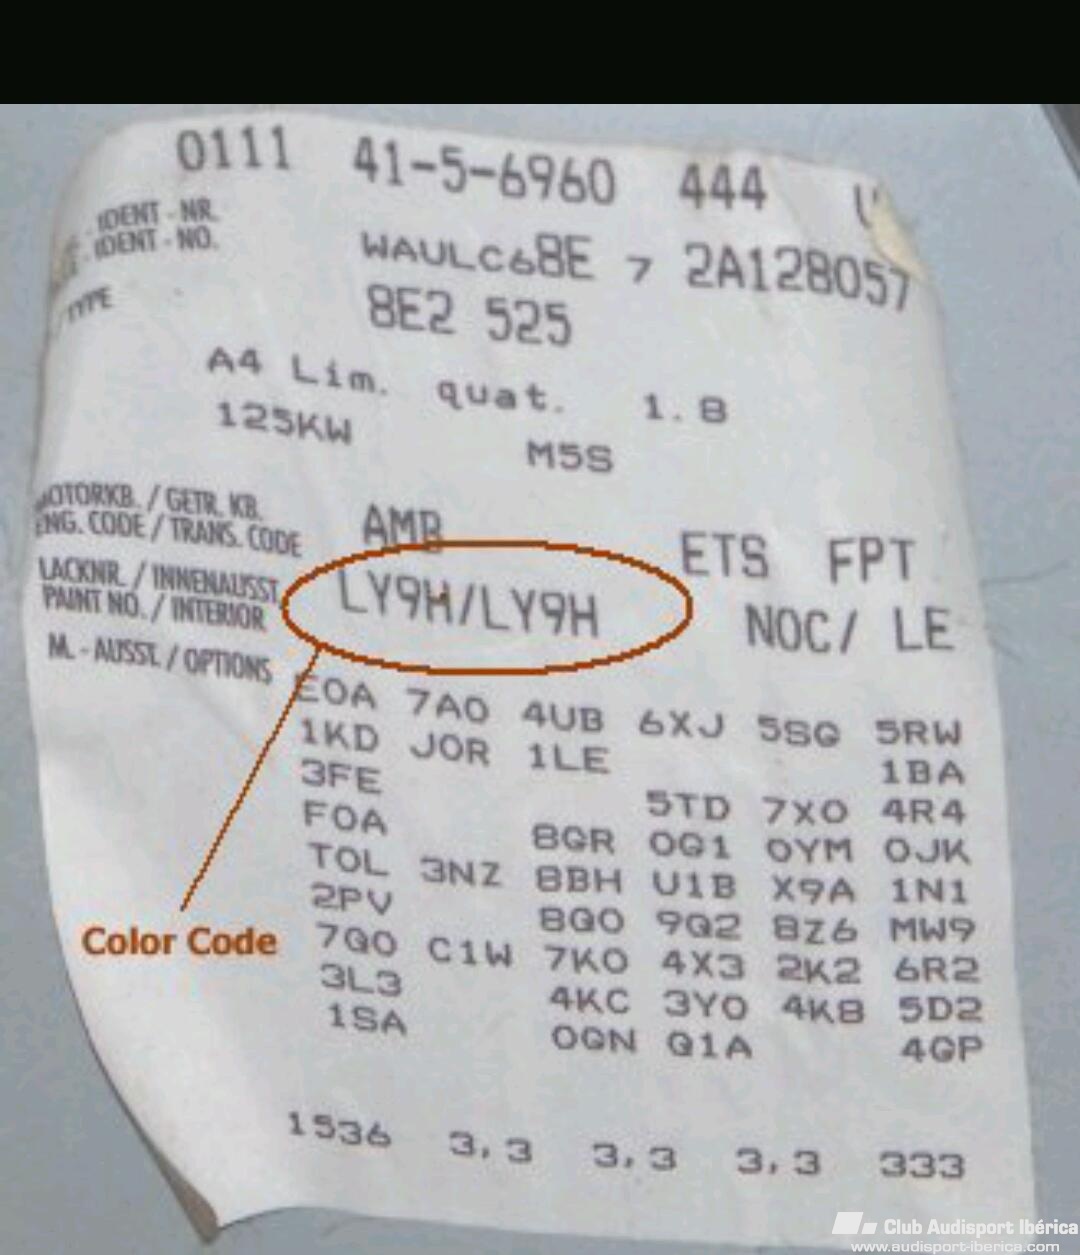 0111 41-5-6960 444
IDENT - NR.
IDENT - NO. WAULC68E 7 2A128057
TYPE 8E2 525
A4 Lim. quat. 1.8
125KW M5S
MOTORKB. / GETR. KB.
ENG. CODE / TRANS. CODE AMB ETS FPT
LACKNR. / INNENAUSST.
PAINT NO. / INTERIOR LY9H/LY9H NOC/ LE
M. - AUSST. / OPTIONS
E0A 7A0 4UB 6XJ 5SG 5RW
1KD J0R 1LE 1BA
3FE 5TD 7X0 4R4
F0A 8GR 0G1 0YM 0JK
T0L 3NZ 8BH U1B X9A 1N1
2PV 8Q0 9Q2 8Z6 MW9
7Q0 C1W 7K0 4X3 2K2 6R2
3L3 4KC 3Y0 4K8 5D2
1SA 0GN Q1A 4GP
1536 3,3 3,3 3,3 333
Color Code
Club Audisport Ibérica
www.audisport-iberica.com